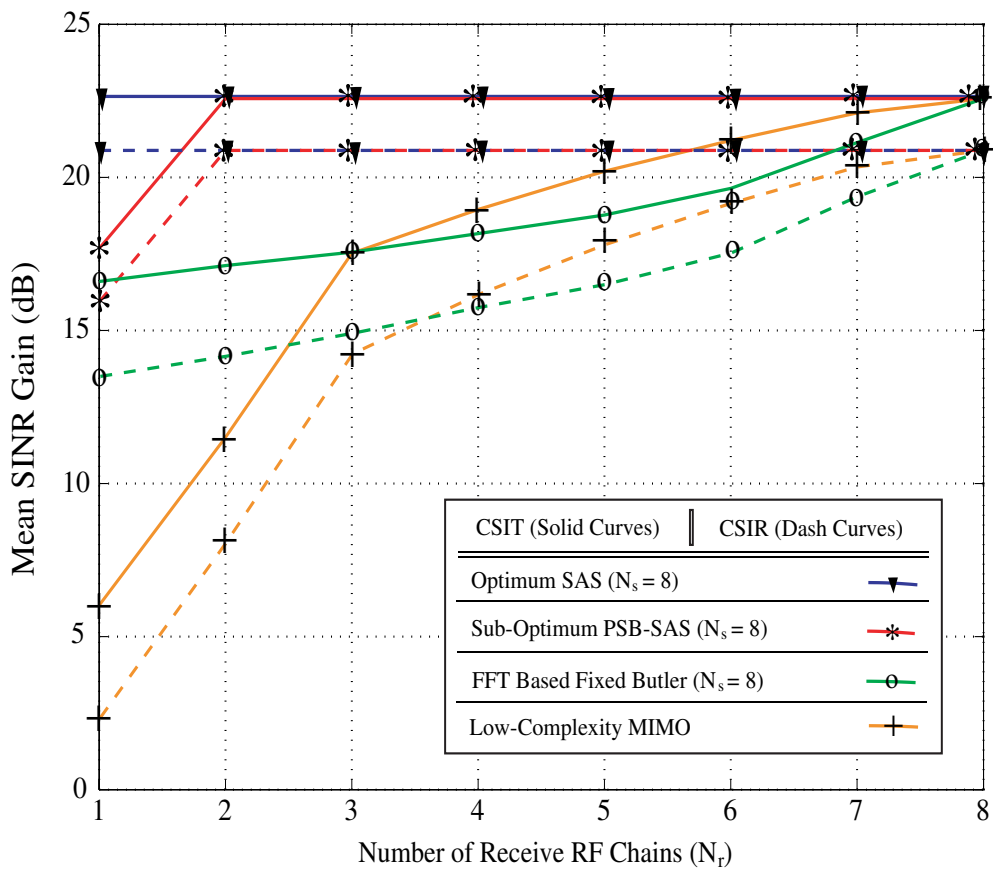 25
20
15
10
5
0
Mean SINR Gain (dB)
CSIT (Solid Curves) CSIR (Dash Curves)
Optimum SAS (Ns = 8)
Sub-Optimum PSB-SAS (Ns = 8)
FFT Based Fixed Butler (Ns = 8)
Low-Complexity MIMO
1 2 3 4 5 6 7 8
Number of Receive RF Chains (Nr)